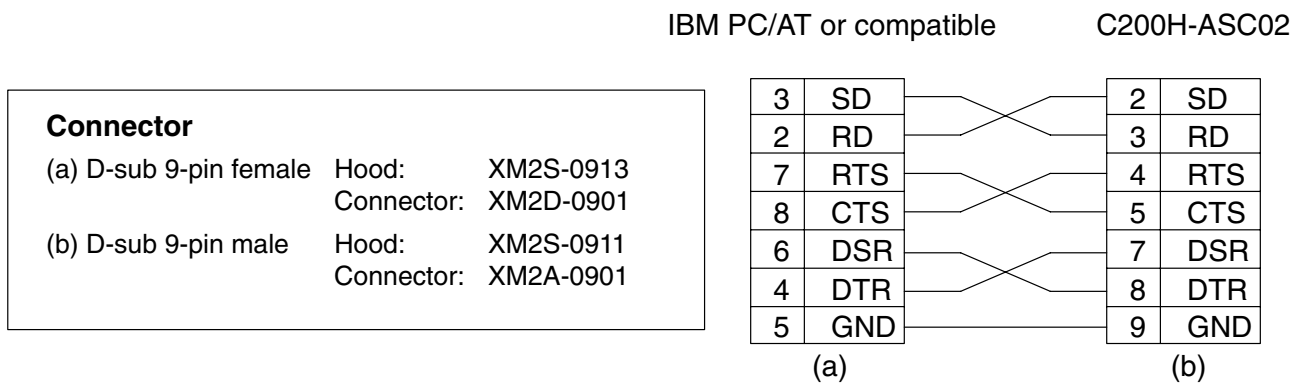 IBM PC/AT or compatible C200H-ASC02
Connector
(a) D-sub 9-pin female Hood: XM2S-0913
Connector: XM2D-0901
(b) D-sub 9-pin male Hood: XM2S-0911
Connector: XM2A-0901
3 SD 2 SD
2 RD 3 RD
7 RTS 4 RTS
8 CTS 5 CTS
6 DSR 7 DSR
4 DTR 8 DTR
5 GND 9 GND
(a) (b)